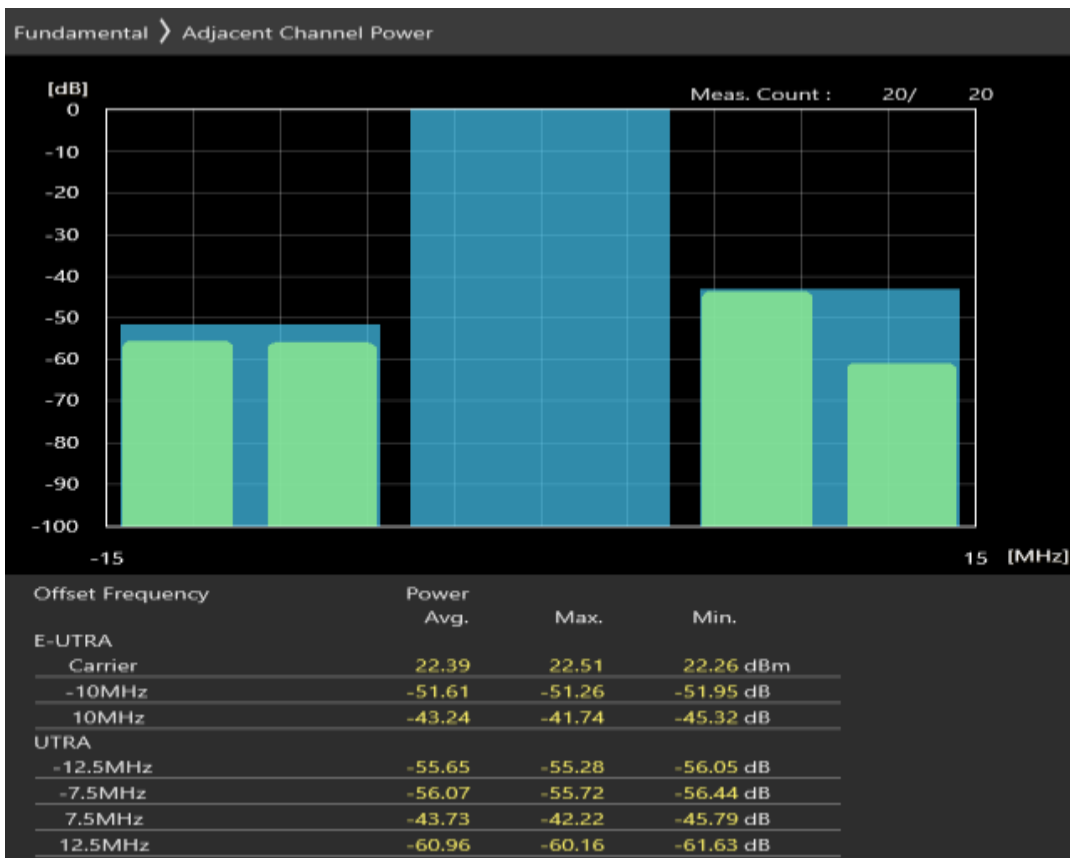 Fundamental 〉 Adjacent Channel Power
[dB]
Meas. Count : 20/ 20
0
-10
-20
-30
-40
-50
-60
-70
-80
-90
-100
-15 15 [MHz]
Offset Frequency Power
Avg. Max. Min.
E-UTRA
Carrier 22.39 22.51 22.26 dBm
-10MHz -51.61 -51.26 -51.95 dB
10MHz -43.24 -41.74 -45.32 dB
UTRA
-12.5MHz -55.65 -55.28 -56.05 dB
-7.5MHz -56.07 -55.72 -56.44 dB
7.5MHz -43.73 -42.22 -45.79 dB
12.5MHz -60.96 -60.16 -61.63 dB